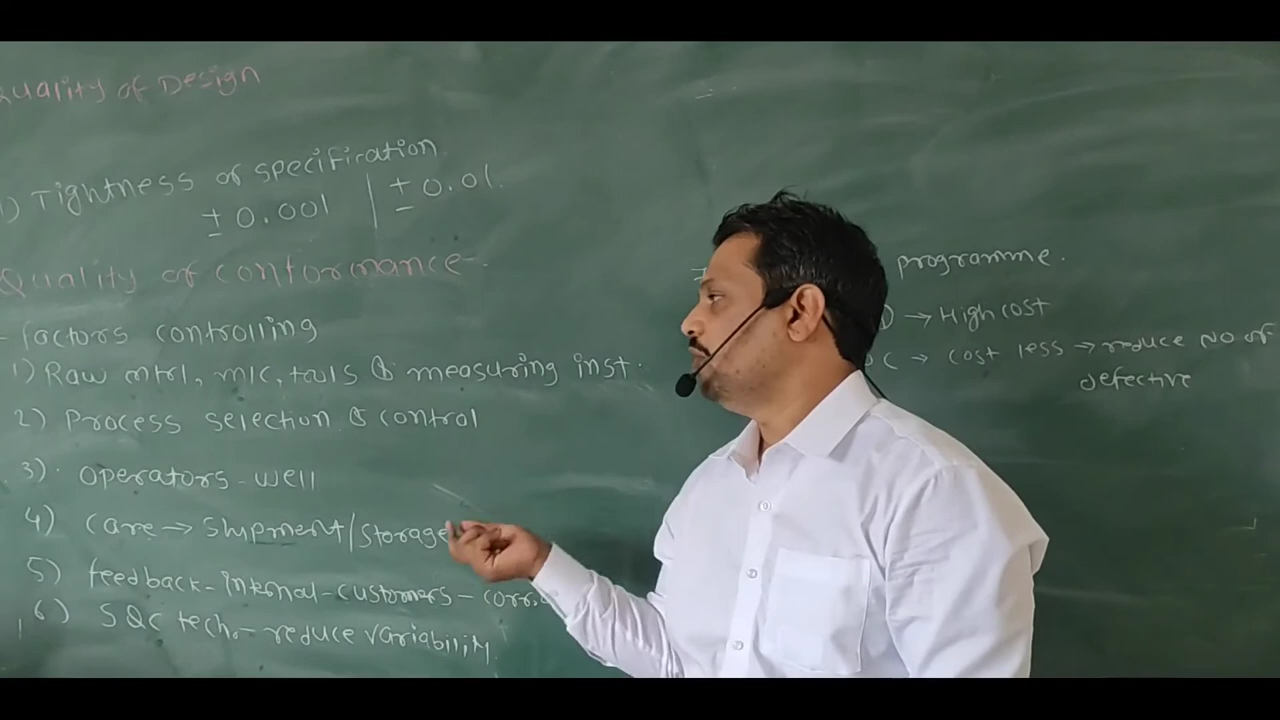 Quality of Design
1) Tightness of specification
± 0.001 | ± 0.01
Quality of conformance -
- factors controlling
1) Raw mtrl, M/C, tools & measuring inst.
2) Process selection & control
3) operators - well
4) Care → Shipment/Storage
5) feedback - internal - customers -
6) SQC tech. - reduce variability
programme.
→ High cost
C → cost less → reduce No of
defective